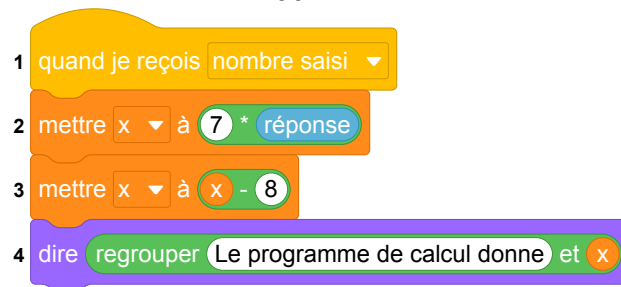 1 quand je reçois nombre saisi
2 mettre x à 7 * réponse
3 mettre x à x - 8
4 dire regrouper Le programme de calcul donne et x